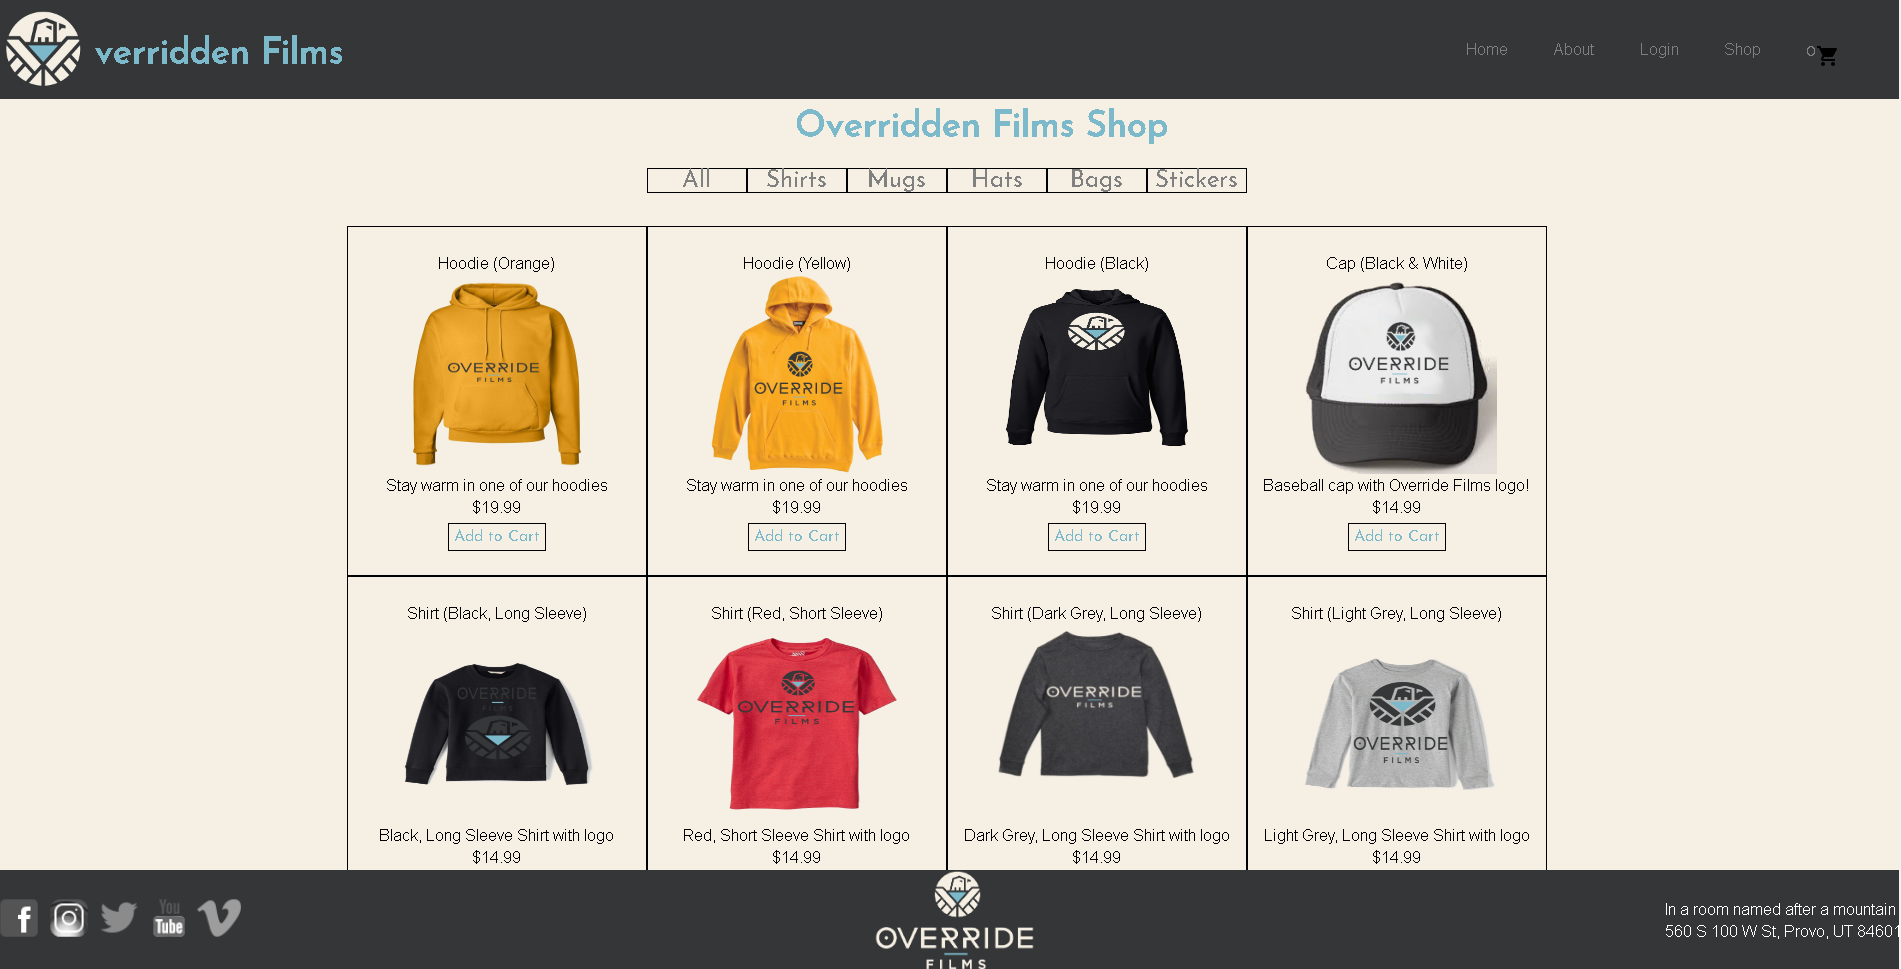 verridden Films
Home About Login Shop 0
Overridden Films Shop
All Shirts Mugs Hats Bags Stickers
Hoodie (Orange) Hoodie (Yellow) Hoodie (Black) Cap (Black & White)
OVERRIDE
FILMS
OVERRIDE
FILMS
OVERRIDE
FILMS
Stay warm in one of our hoodies Stay warm in one of our hoodies Stay warm in one of our hoodies Baseball cap with Override Films logo!
$19.99 $19.99 $19.99 $14.99
Add to Cart Add to Cart Add to Cart Add to Cart
Shirt (Black, Long Sleeve) Shirt (Red, Short Sleeve) Shirt (Dark Grey, Long Sleeve) Shirt (Light Grey, Long Sleeve)
OVERRIDE
FILMS
OVERRIDE
FILMS
OVERRIDE
FILMS
OVERRIDE
FILMS
Black, Long Sleeve Shirt with logo Red, Short Sleeve Shirt with logo Dark Grey, Long Sleeve Shirt with logo Light Grey, Long Sleeve Shirt with logo
$14.99 $14.99 $14.99 $14.99
f
You
Tube
OVERRIDE
FILMS
In a room named after a mountain
560 S 100 W St, Provo, UT 84601